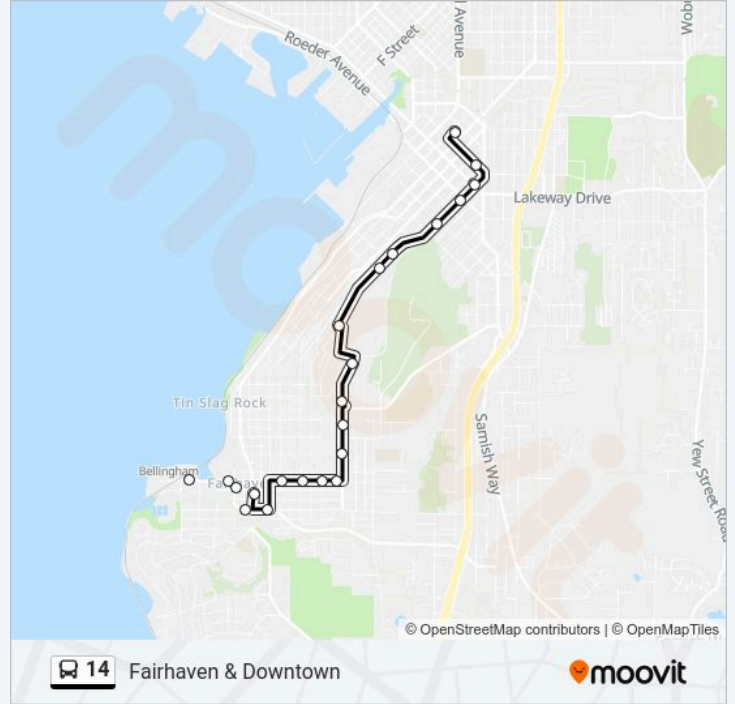 Roeder Avenue
F Street
l Avenue
Lakeway Drive
Tin Slag Rock
Samish Way
Bellingham
Yew Street Road
© OpenStreetMap contributors | © OpenMapTiles
14
Fairhaven & Downtown
moovit